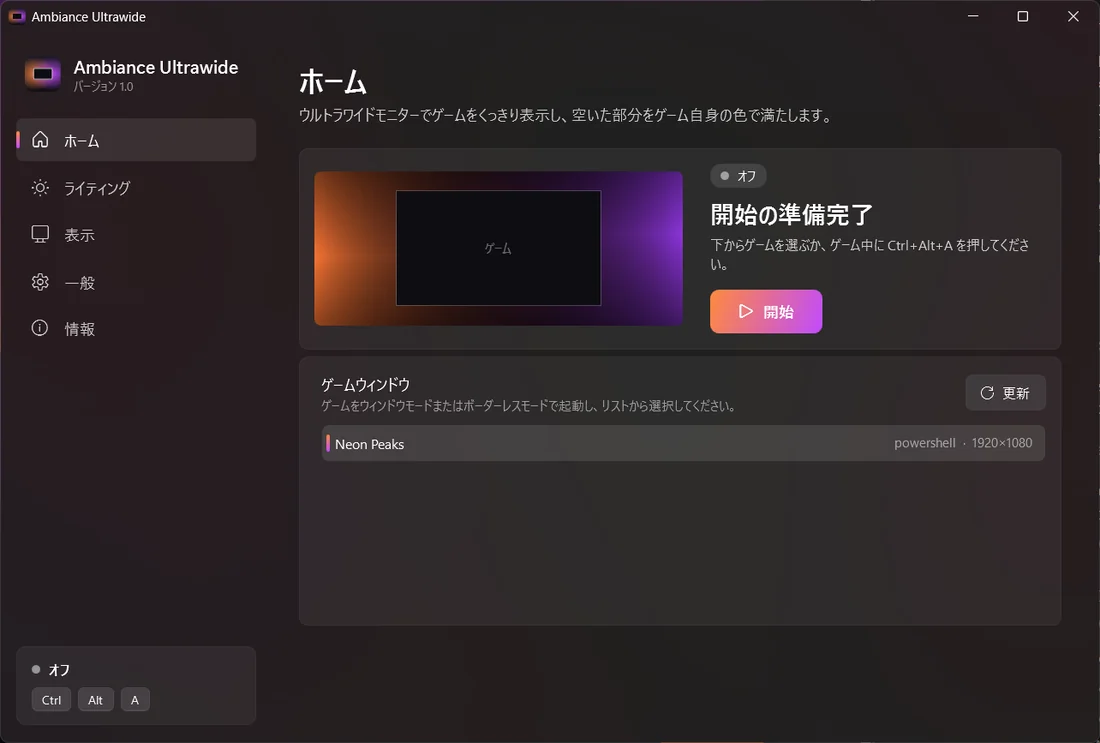 Ambiance Ultrawide
Ambiance Ultrawide
バージョン 1.0
ホーム
ライティング
表示
一般
情報
オフ
Ctrl Alt A
ホーム
ウルトラワイドモニターでゲームをくっきり表示し、空いた部分をゲーム自身の色で満たします。
ゲーム
オフ
開始の準備完了
下からゲームを選ぶか、ゲーム中に Ctrl+Alt+A を押してくださ
い。
開始
ゲームウィンドウ
ゲームをウィンドウモードまたはボーダーレスモードで起動し、リストから選択してください。
更新
Neon Peaks
powershell · 1920×1080